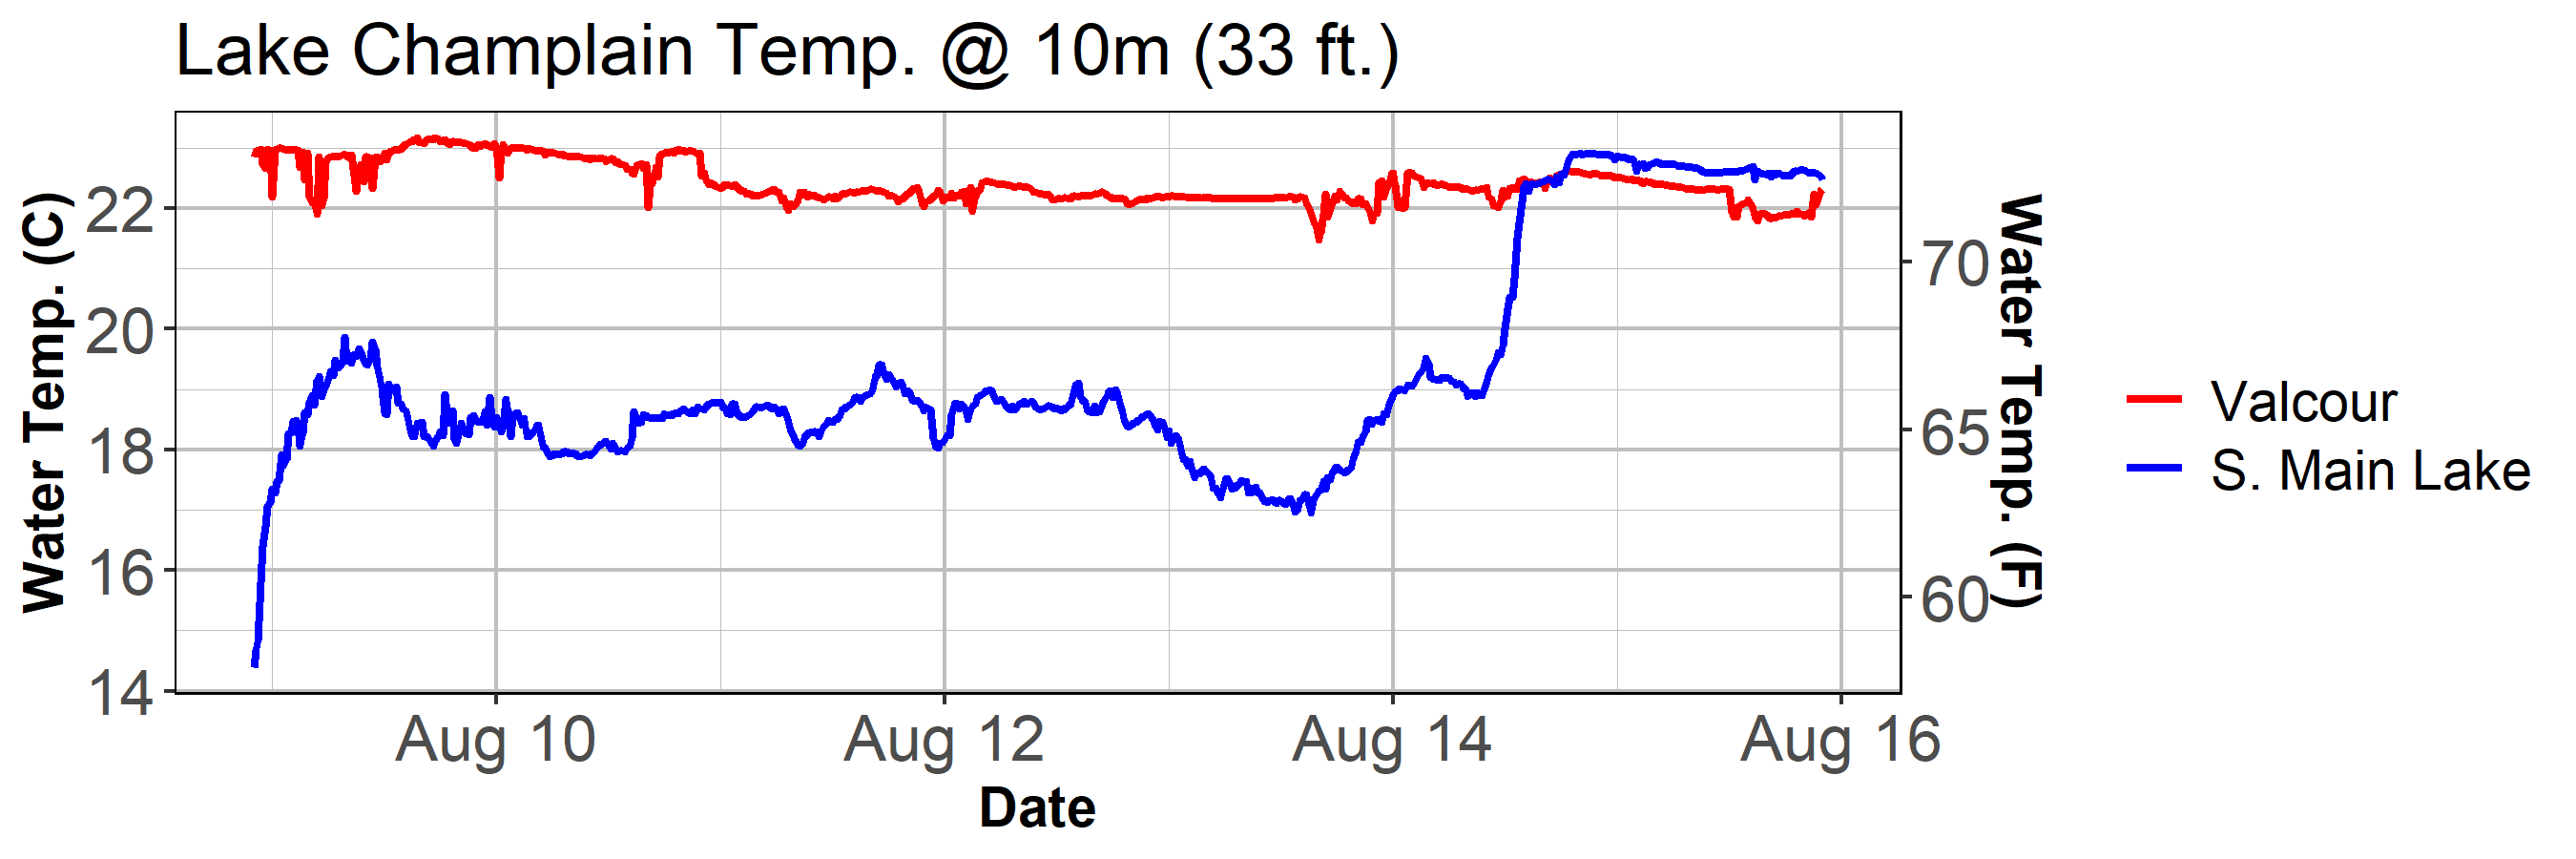 Lake Champlain Temp. @ 10m (33 ft.)
Water Temp. (C)
22
20
18
16
14
Water Temp. (F)
70
65
60
Aug 10
Aug 12
Aug 14
Aug 16
Date
Valcour
S. Main Lake